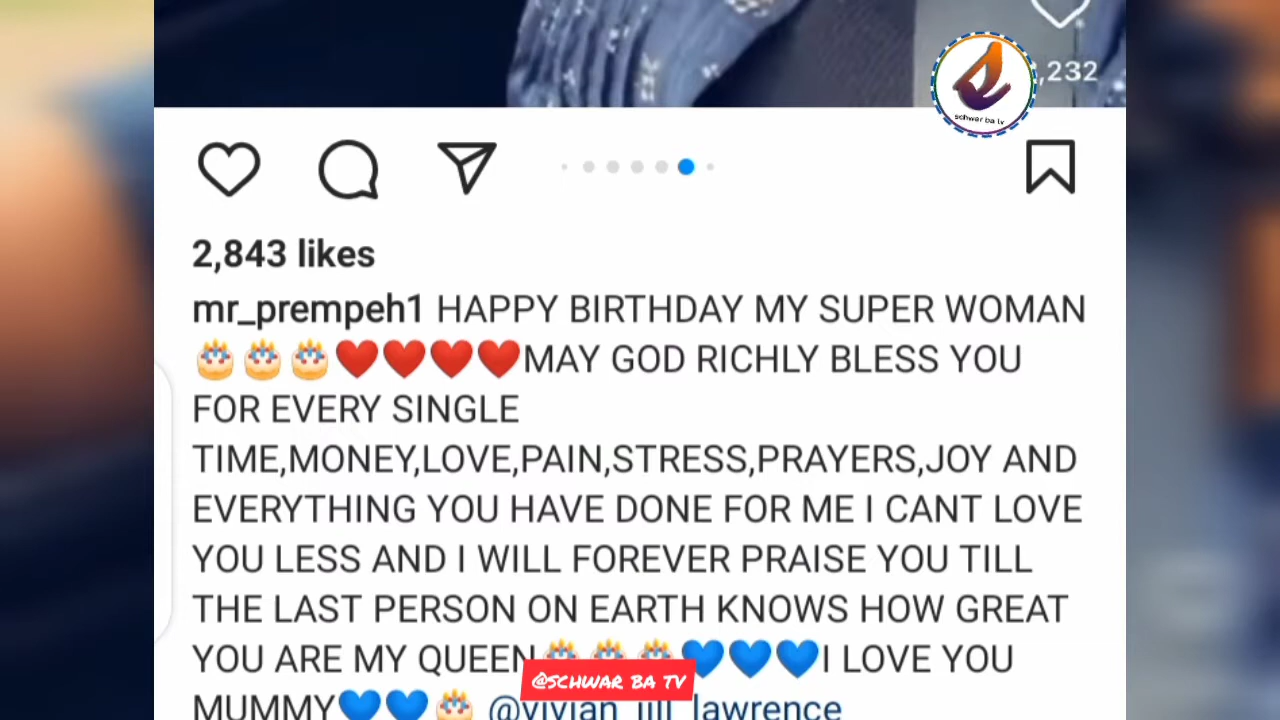 ,232
schwar ba tv
2,843 likes
mr_prempeh1 HAPPY BIRTHDAY MY SUPER WOMAN
🎂🎂🎂❤️❤️❤️❤️MAY GOD RICHLY BLESS YOU
FOR EVERY SINGLE
TIME,MONEY,LOVE,PAIN,STRESS,PRAYERS,JOY AND
EVERYTHING YOU HAVE DONE FOR ME I CANT LOVE
YOU LESS AND I WILL FOREVER PRAISE YOU TILL
THE LAST PERSON ON EARTH KNOWS HOW GREAT
YOU ARE MY QUEEN🎂🎂🎂💙💙💙I LOVE YOU
@SCHWAR BA TV
MUMMY💙💙🎂 lawrence